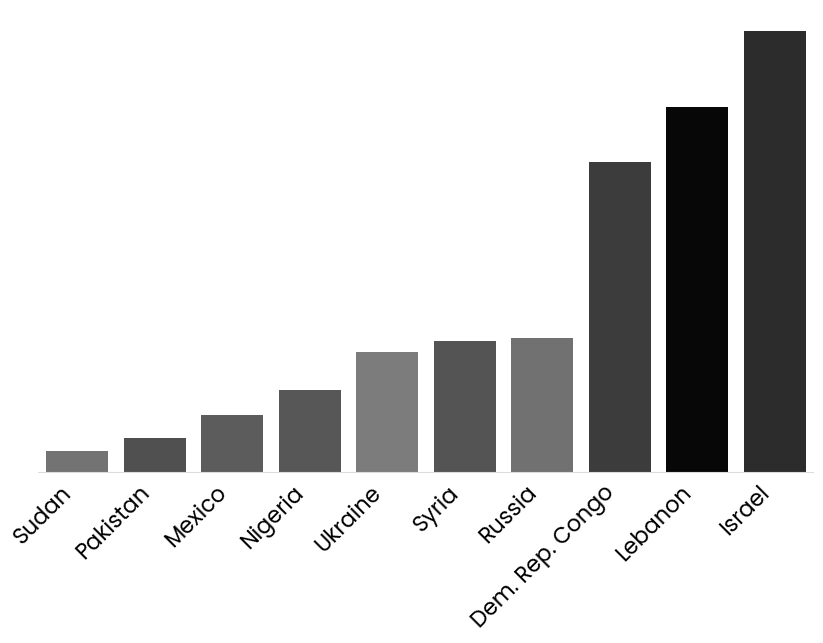 Sudan
Pakistan
Mexico
Nigeria
Ukraine
Syria
Russia
Dem. Rep. Congo
Lebanon
Israel